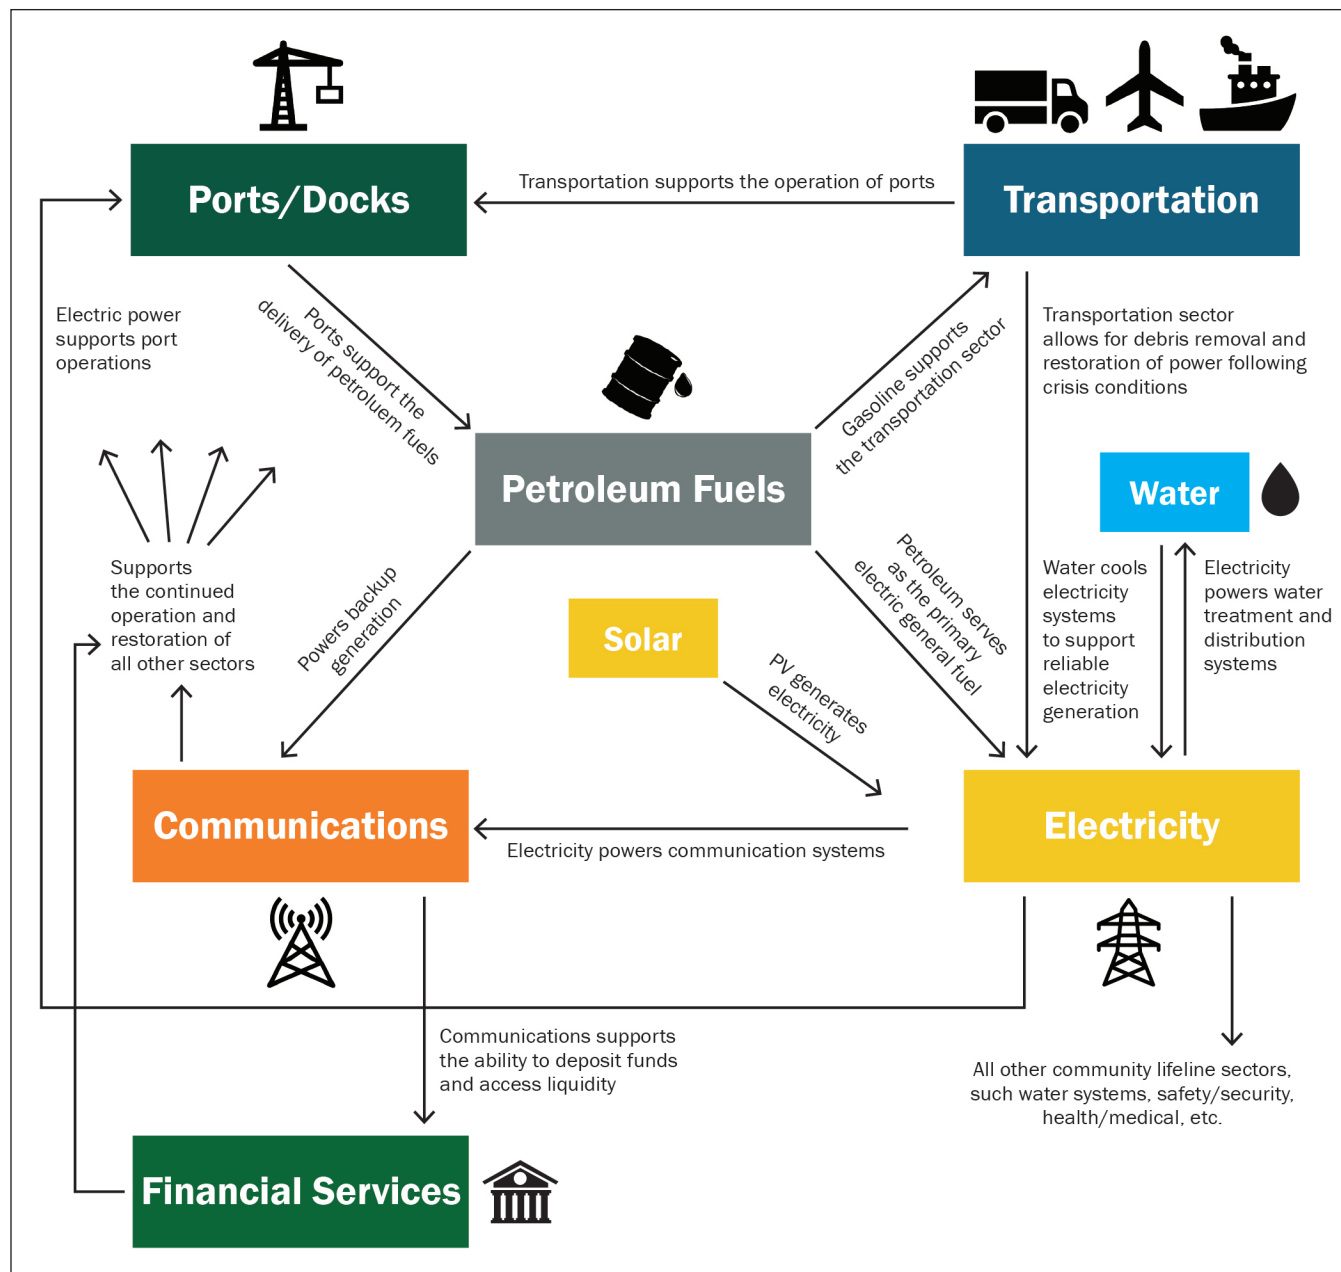 Ports/Docks
Transportation supports the operation of ports
Transportation
Electric power
supports port
operations
Ports support the
delivery of petroluem fuels
Gasoline supports
the transportation sector
Transportation sector
allows for debris removal and
restoration of power following
crisis conditions
Petroleum Fuels
Water
Supports
the continued
operation and
restoration of
all other sectors
Powers backup
generation
Solar
PV generates
electricity
Petroleum serves
as the primary
electric general fuel
Water cools
electricity
systems
to support
reliable
electricity
generation
Electricity
powers water
treatment and
distribution
systems
Communications
Electricity powers communication systems
Electricity
Communications supports
the ability to deposit funds
and access liquidity
All other community lifeline sectors,
such water systems, safety/security,
health/medical, etc.
Financial Services